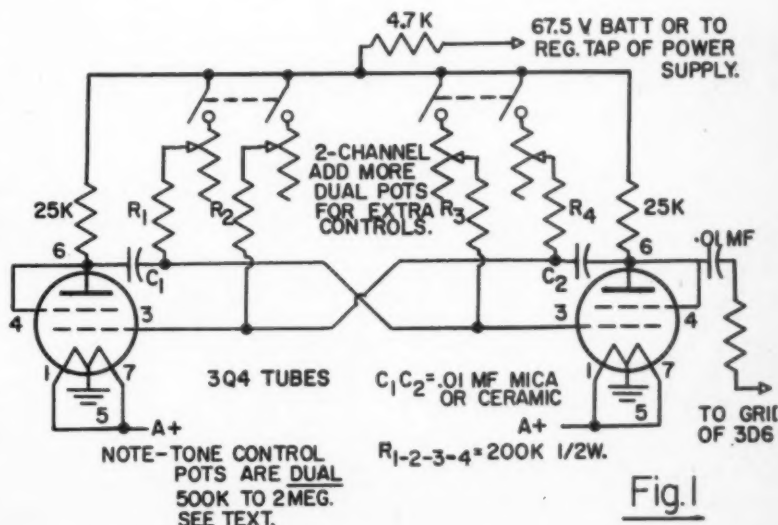 4.7 K
67.5 V. BATT OR TO
REG. TAP OF POWER
SUPPLY.
2-CHANNEL
ADD MORE
DUAL POTS
FOR EXTRA
CONTROLS.
25K
R1
R2
R3
R4
25K
6
C1
C2
6
.01 MF
4
3
3
4
1
7
5
A+
3Q4 TUBES
C1 C2 = .01 MF MICA
OR CERAMIC
1
7
5
A+
TO GRID
OF 3D6
NOTE-TONE CONTROL
POTS ARE DUAL
500K TO 2MEG.
SEE TEXT.
R1-2-3-4 = 200K 1/2W.
Fig.1